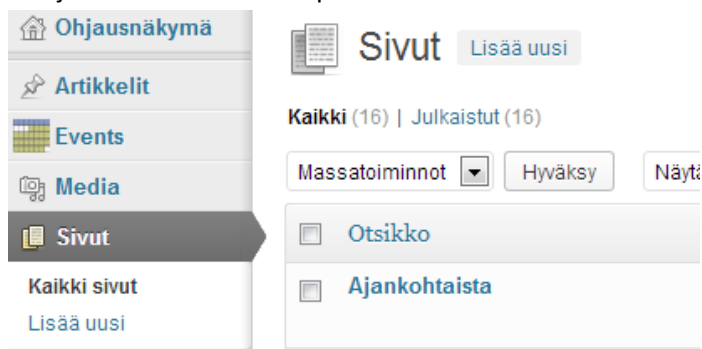 Ohjausnäkymä
Artikkelit
Events
Media
Sivut
Kaikki sivut
Lisää uusi
Sivut Lisää uusi
Kaikki (16) | Julkaistut (16)
Massatoiminnot Hyväksy
Otsikko
Ajankohtaista